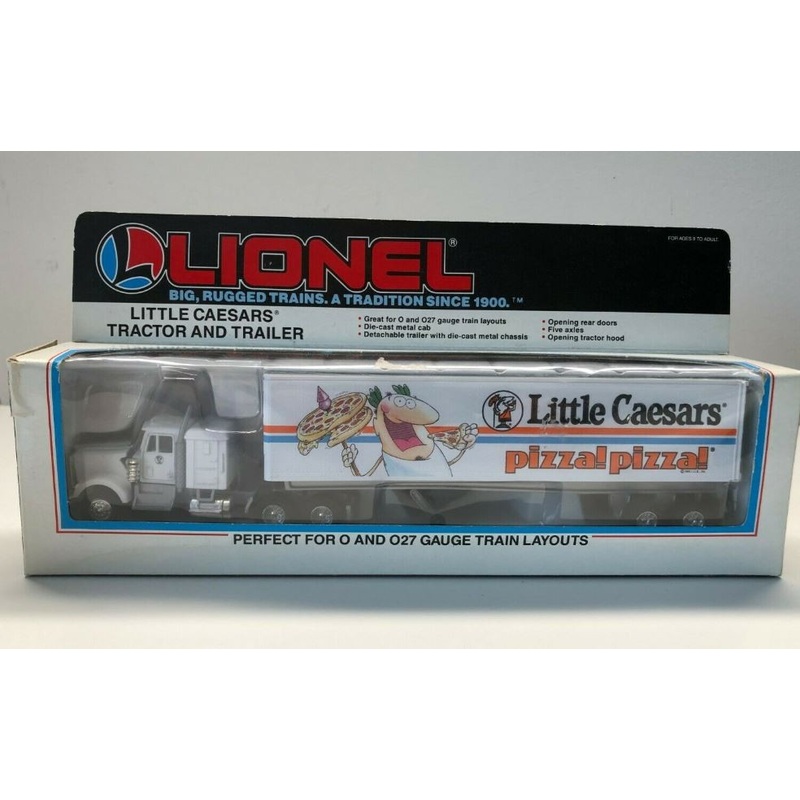 LIONEL®
FOR AGES 8 TO ADULT
BIG, RUGGED TRAINS. A TRADITION SINCE 1900.™
LITTLE CAESARS®
TRACTOR AND TRAILER
• Great for O and O27 gauge train layouts
• Die-cast metal cab
• Detachable trailer with die-cast metal chassis
• Opening rear doors
• Five axles
• Opening tractor hood
Little Caesars®
pizza! pizza!®
PERFECT FOR O AND O27 GAUGE TRAIN LAYOUTS